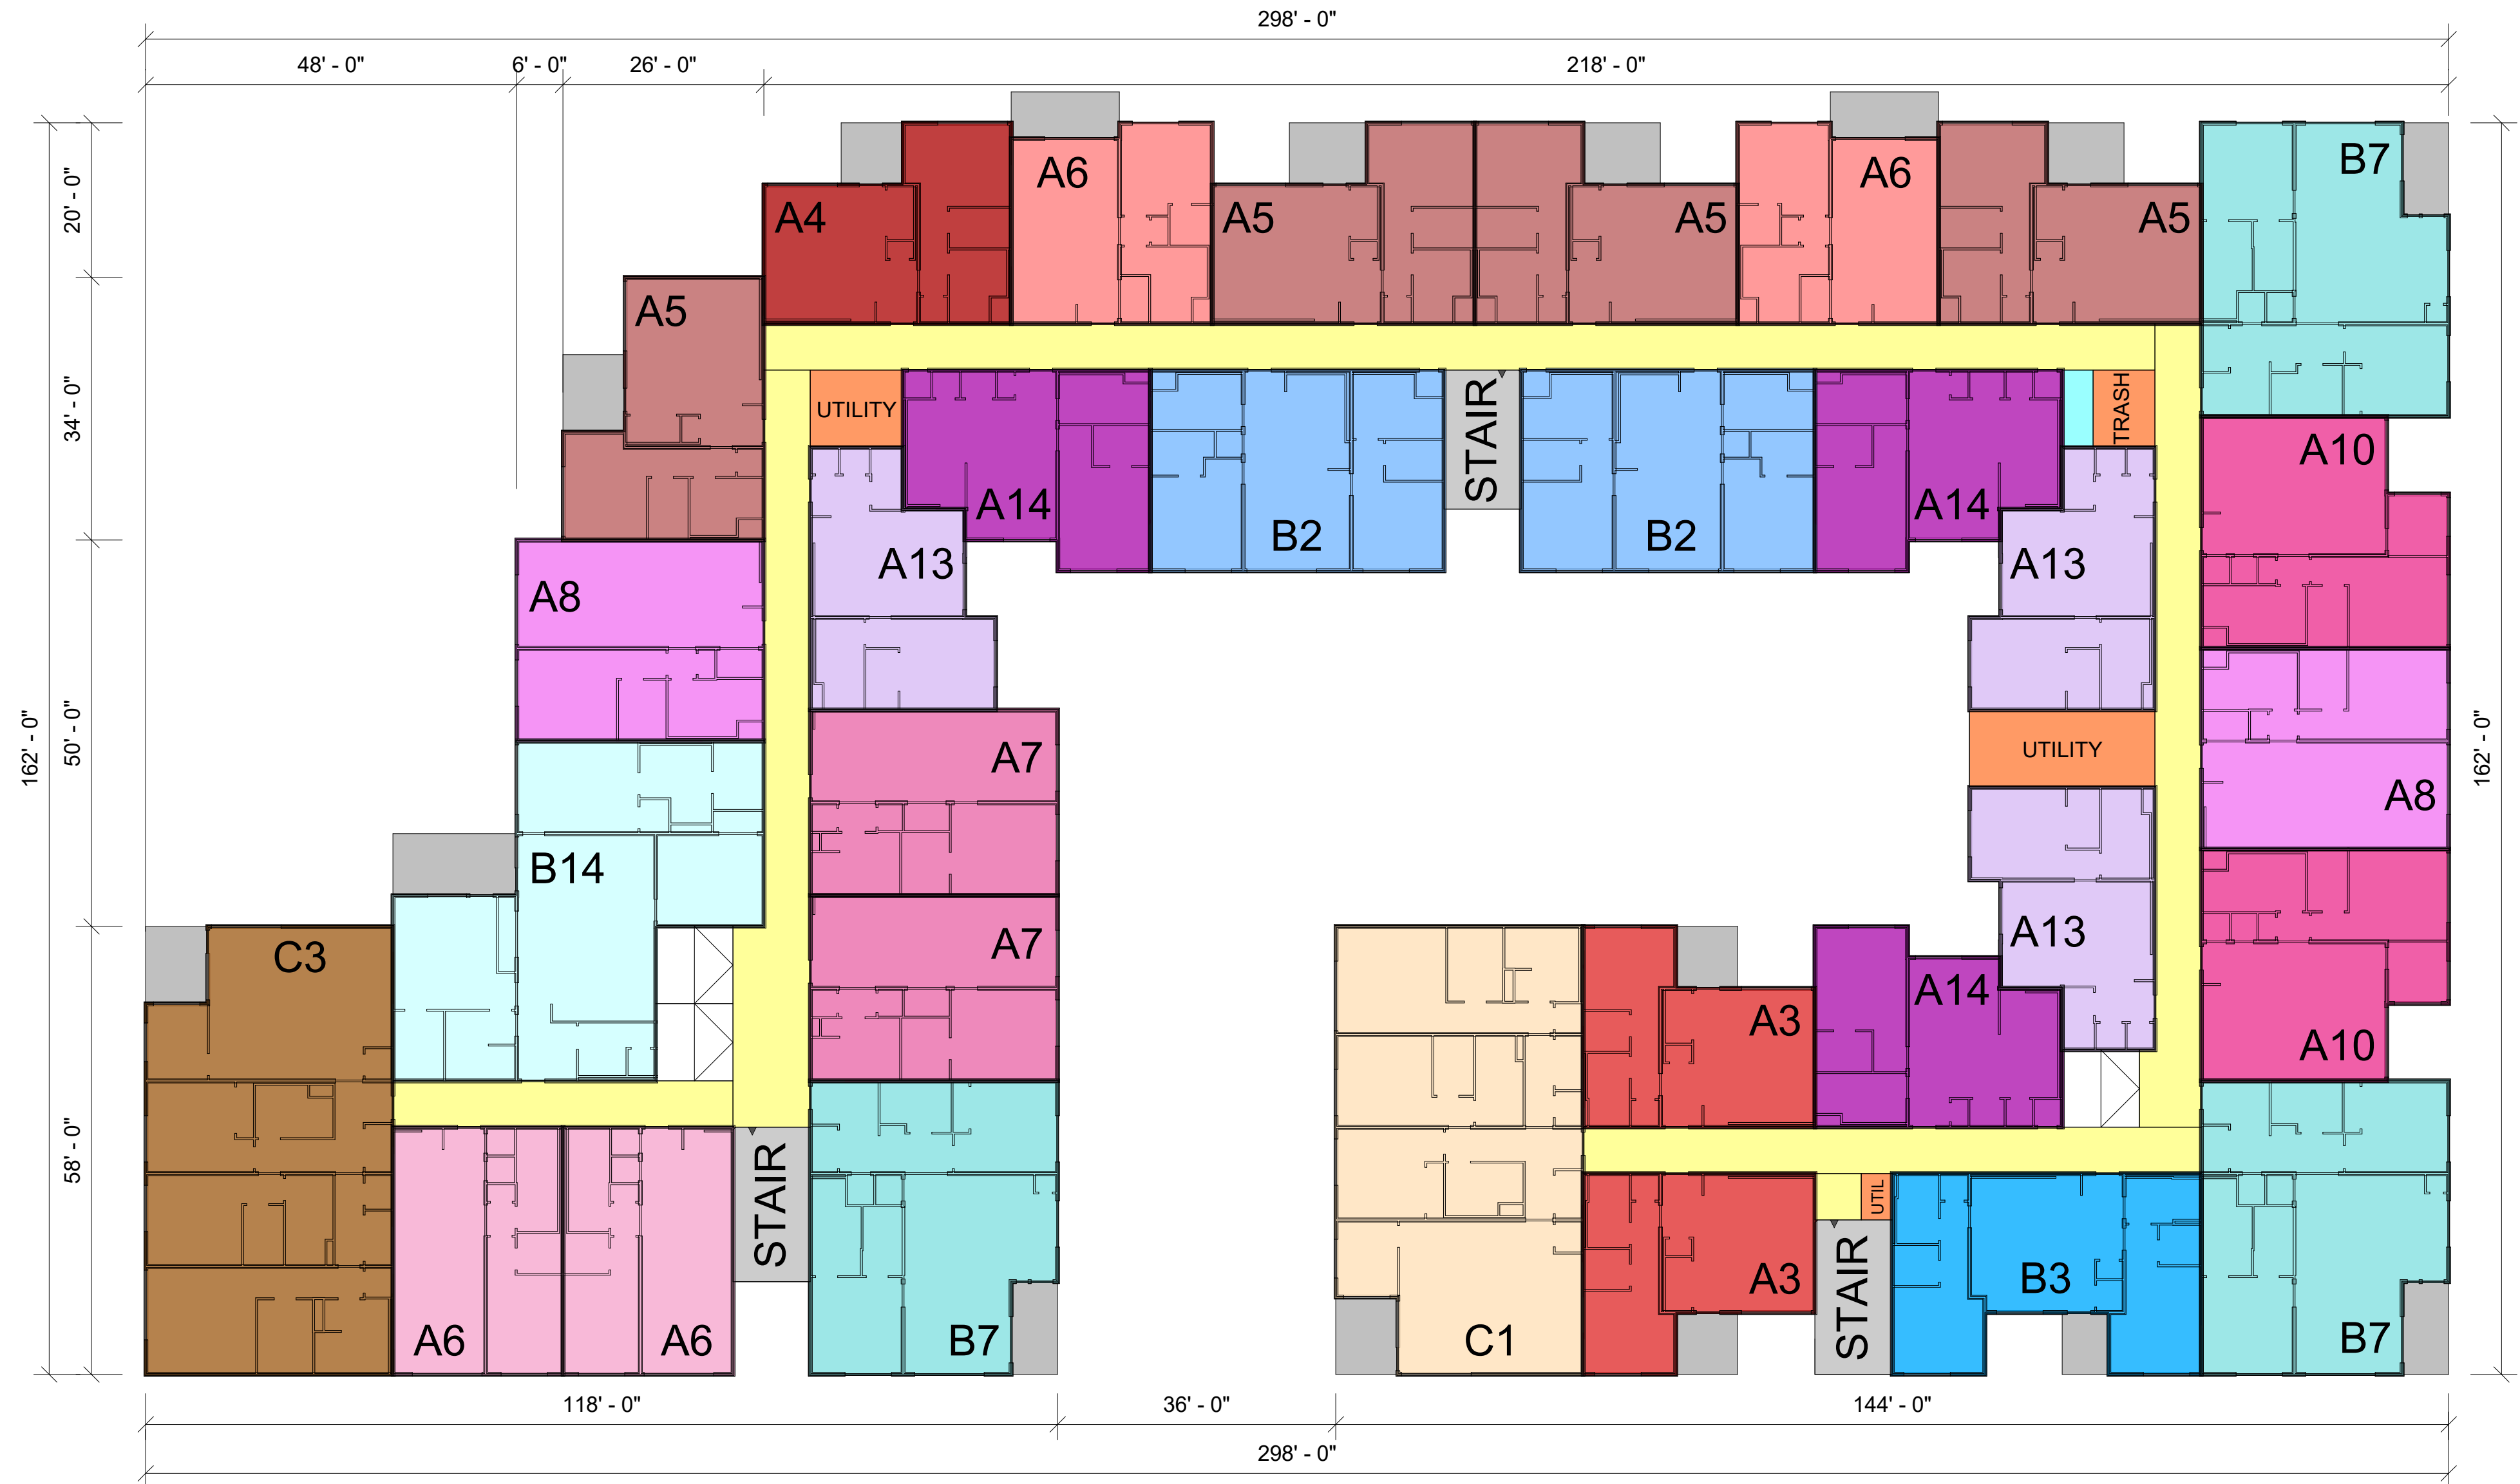 298' - 0"
48' - 0"
6' - 0"
26' - 0"
218' - 0"
162' - 0"
20' - 0"
34' - 0"
50' - 0"
58' - 0"
162' - 0"
A4
A6
A5
A5
A6
A5
B7
A5
UTILITY
A14
B2
STAIR
B2
A14
TRASH
A10
A13
A13
A8
A7
UTILITY
A8
B14
A7
C3
A3
A14
A13
A10
A6
A6
STAIR
B7
C1
A3
STAIR
UTIL
B3
B7
118' - 0"
36' - 0"
144' - 0"
298' - 0"